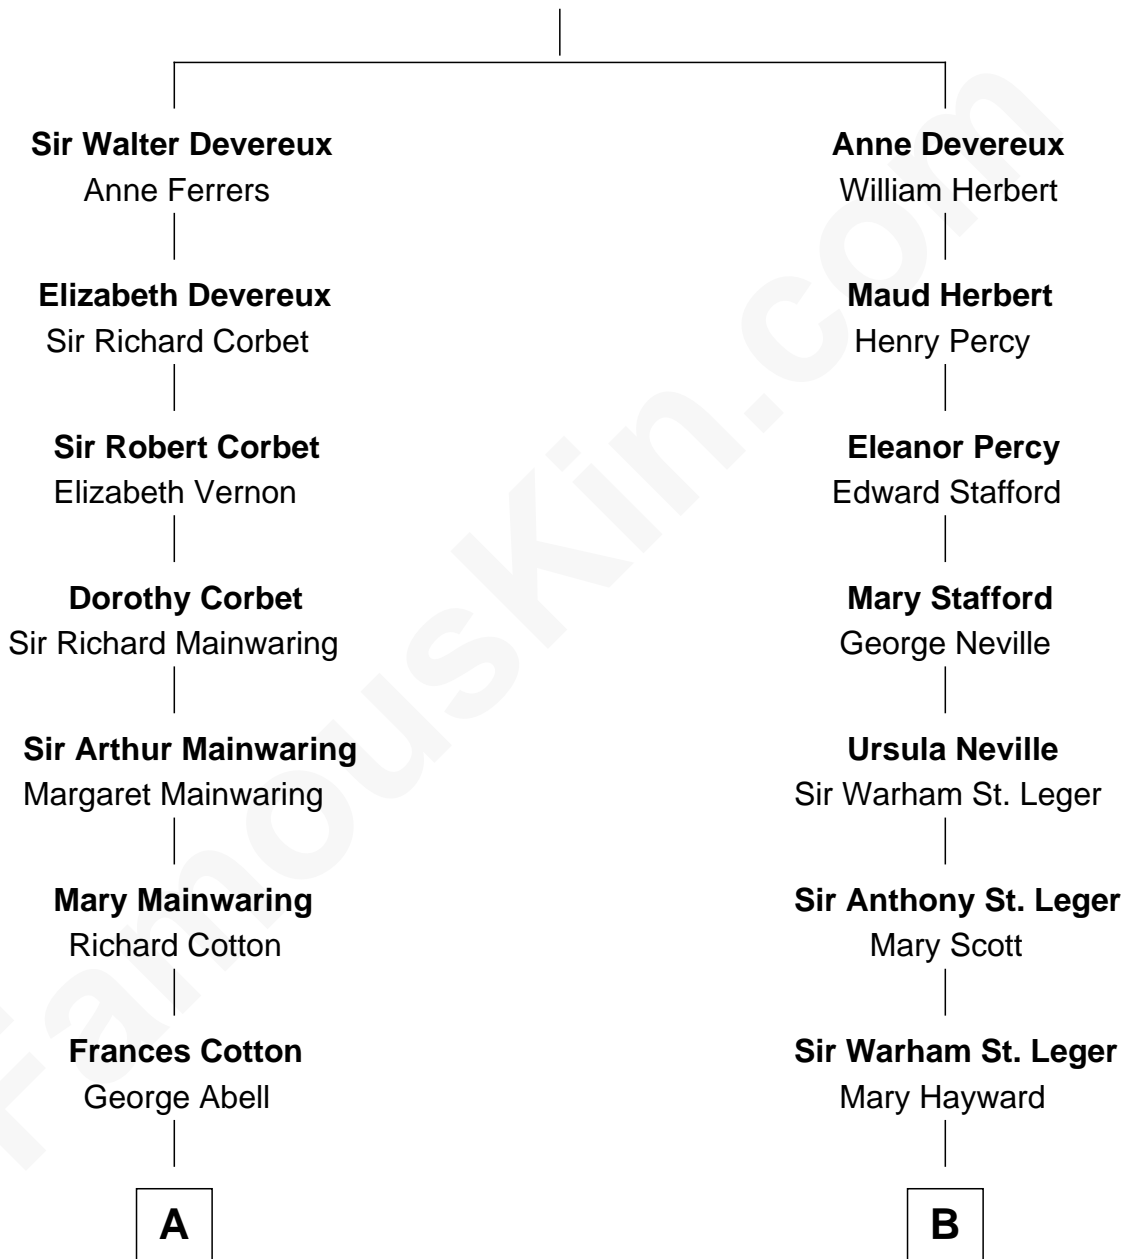 Sir Walter Devereux
Anne Ferrers
Elizabeth Devereux
Sir Richard Corbet
Sir Robert Corbet
Elizabeth Vernon
Dorothy Corbet
Sir Richard Mainwaring
Sir Arthur Mainwaring
Margaret Mainwaring
Mary Mainwaring
Richard Cotton
Frances Cotton
George Abell
A
Anne Devereux
William Herbert
Maud Herbert
Henry Percy
Eleanor Percy
Edward Stafford
Mary Stafford
George Neville
Ursula Neville
Sir Warham St. Leger
Sir Anthony St. Leger
Mary Scott
Sir Warham St. Leger
Mary Hayward
B
FamousKin.com